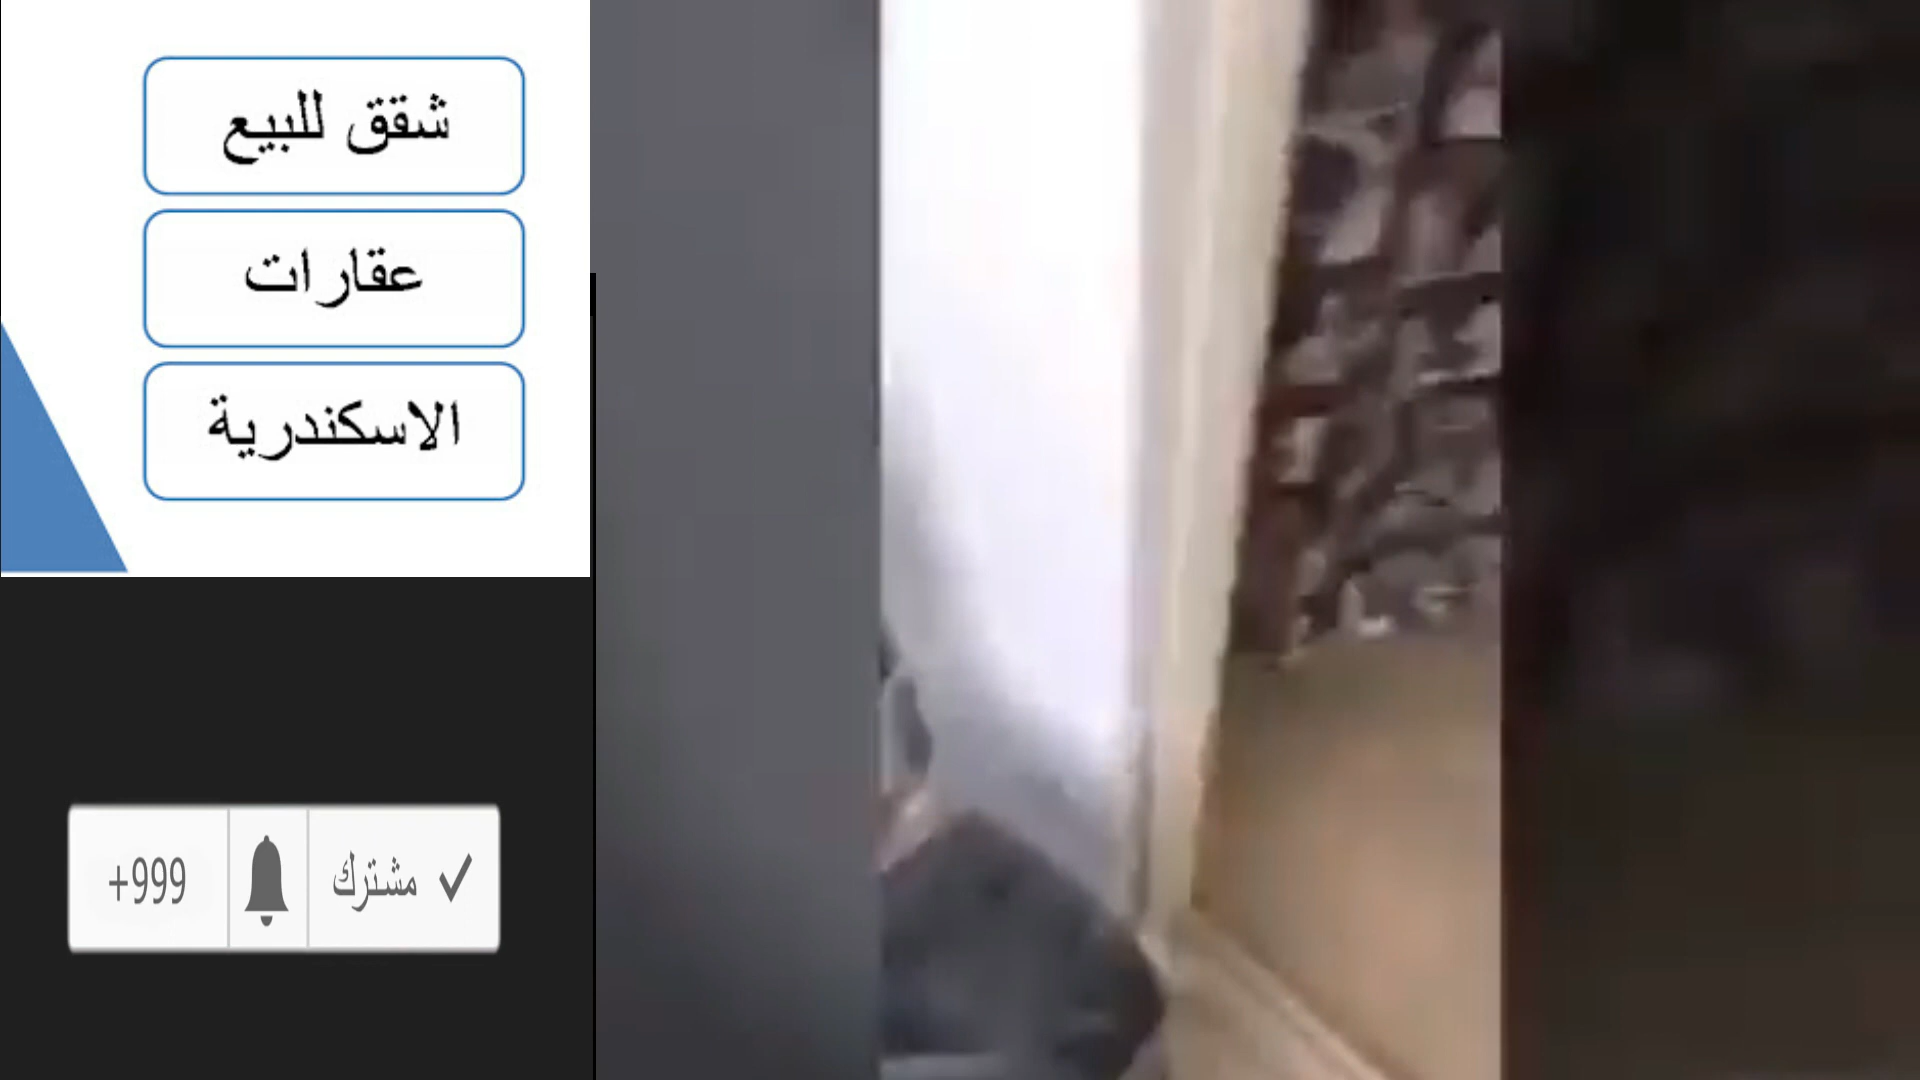 شقق للبيع
عقارات
الاسكندرية
مشترك
+999